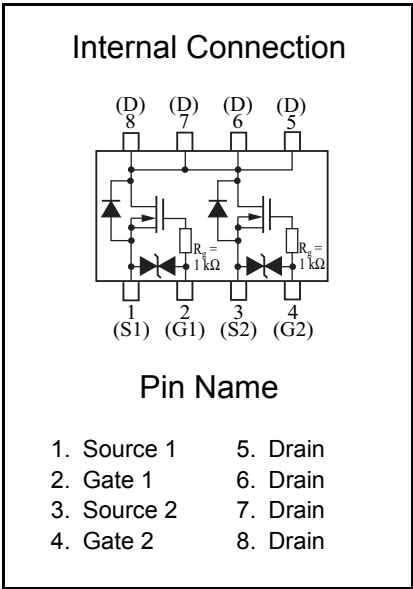 Internal Connection
(D) (D) (D) (D)
8 7 6 5
R_g = 1 kΩ
R_g = 1 kΩ
1 2 3 4
(S1) (G1) (S2) (G2)
Pin Name
1. Source 1 5. Drain
2. Gate 1 6. Drain
3. Source 2 7. Drain
4. Gate 2 8. Drain